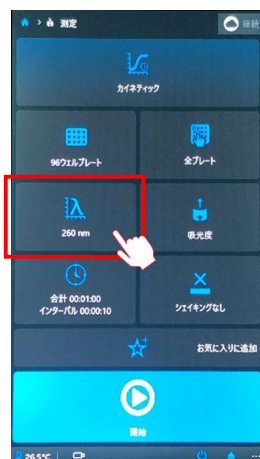 > 測定
接続
カイネティック
96ウェルプレート
全プレート
260 nm
吸光度
合計 00:01:00
インターバル 00:00:10
シェイキングなし
お気に入りに追加
開始
26.5°C